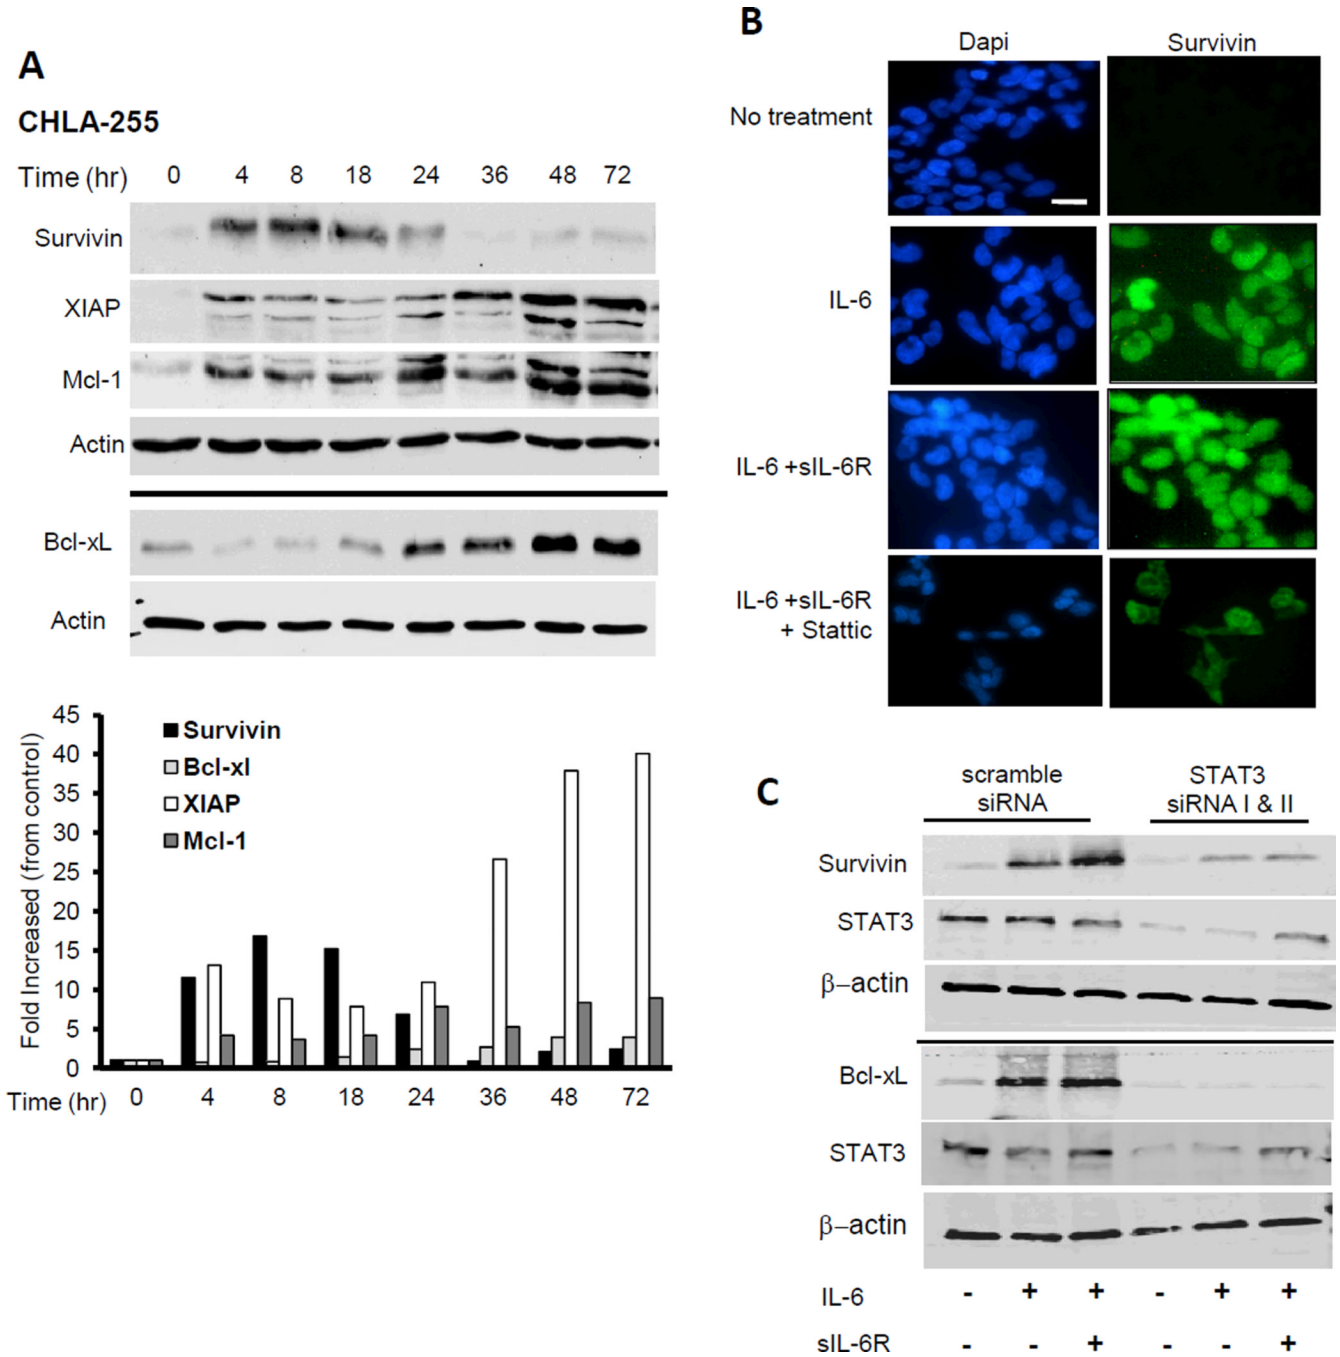 A
CHLA-255
Time (hr) 0 4 8 18 24 36 48 72
Survivin
XIAP
Mcl-1
Actin
Bcl-xL
Actin
45
40
35
30
25
20
15
10
5
0
Fold Increased (from control)
Survivin
Bcl-xl
XIAP
Mcl-1
Time (hr) 0 4 8 18 24 36 48 72
B
Dapi Survivin
No treatment
IL-6
IL-6 +sIL-6R
IL-6 +sIL-6R
+ Stattic
C
scramble
siRNA
STAT3
siRNA I & II
Survivin
STAT3
β–actin
Bcl-xL
STAT3
β–actin
IL-6 - + + - + +
sIL-6R - - + - - +